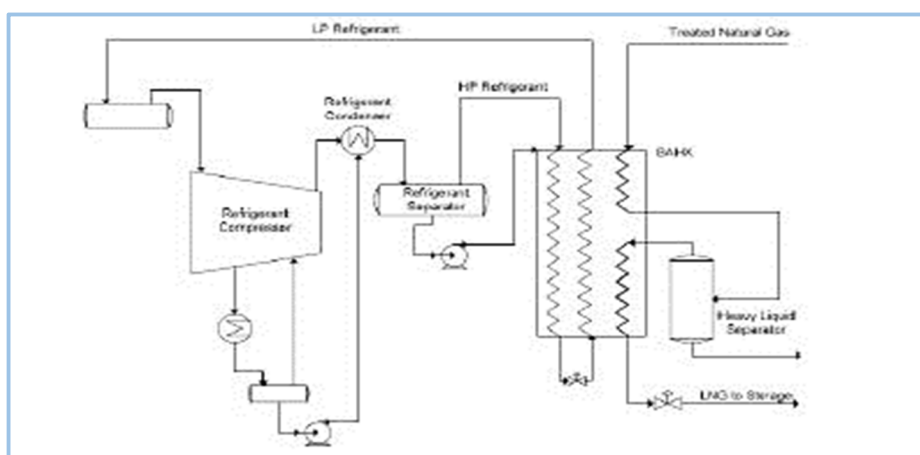 LP Refrigerant
Treated Natural Gas
HP Refrigerant
Refrigerant
Condenser
BAHX
Refrigerant
Separator
Refrigerant
Compressor
Heavy Liquid
Separator
LNG to Storage